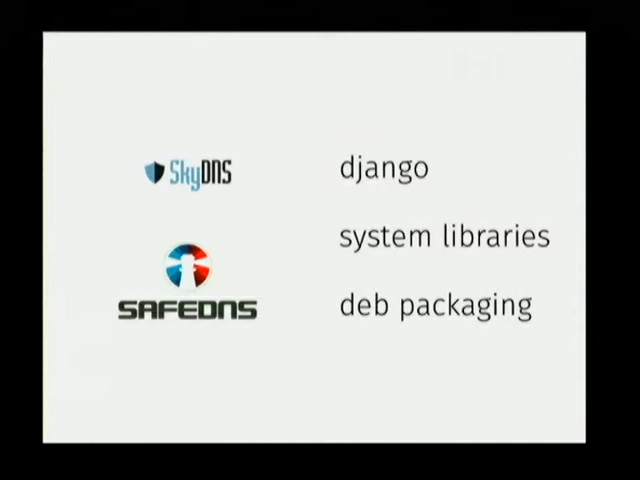 SkyDNS
SAFEDNS
django
system libraries
deb packaging